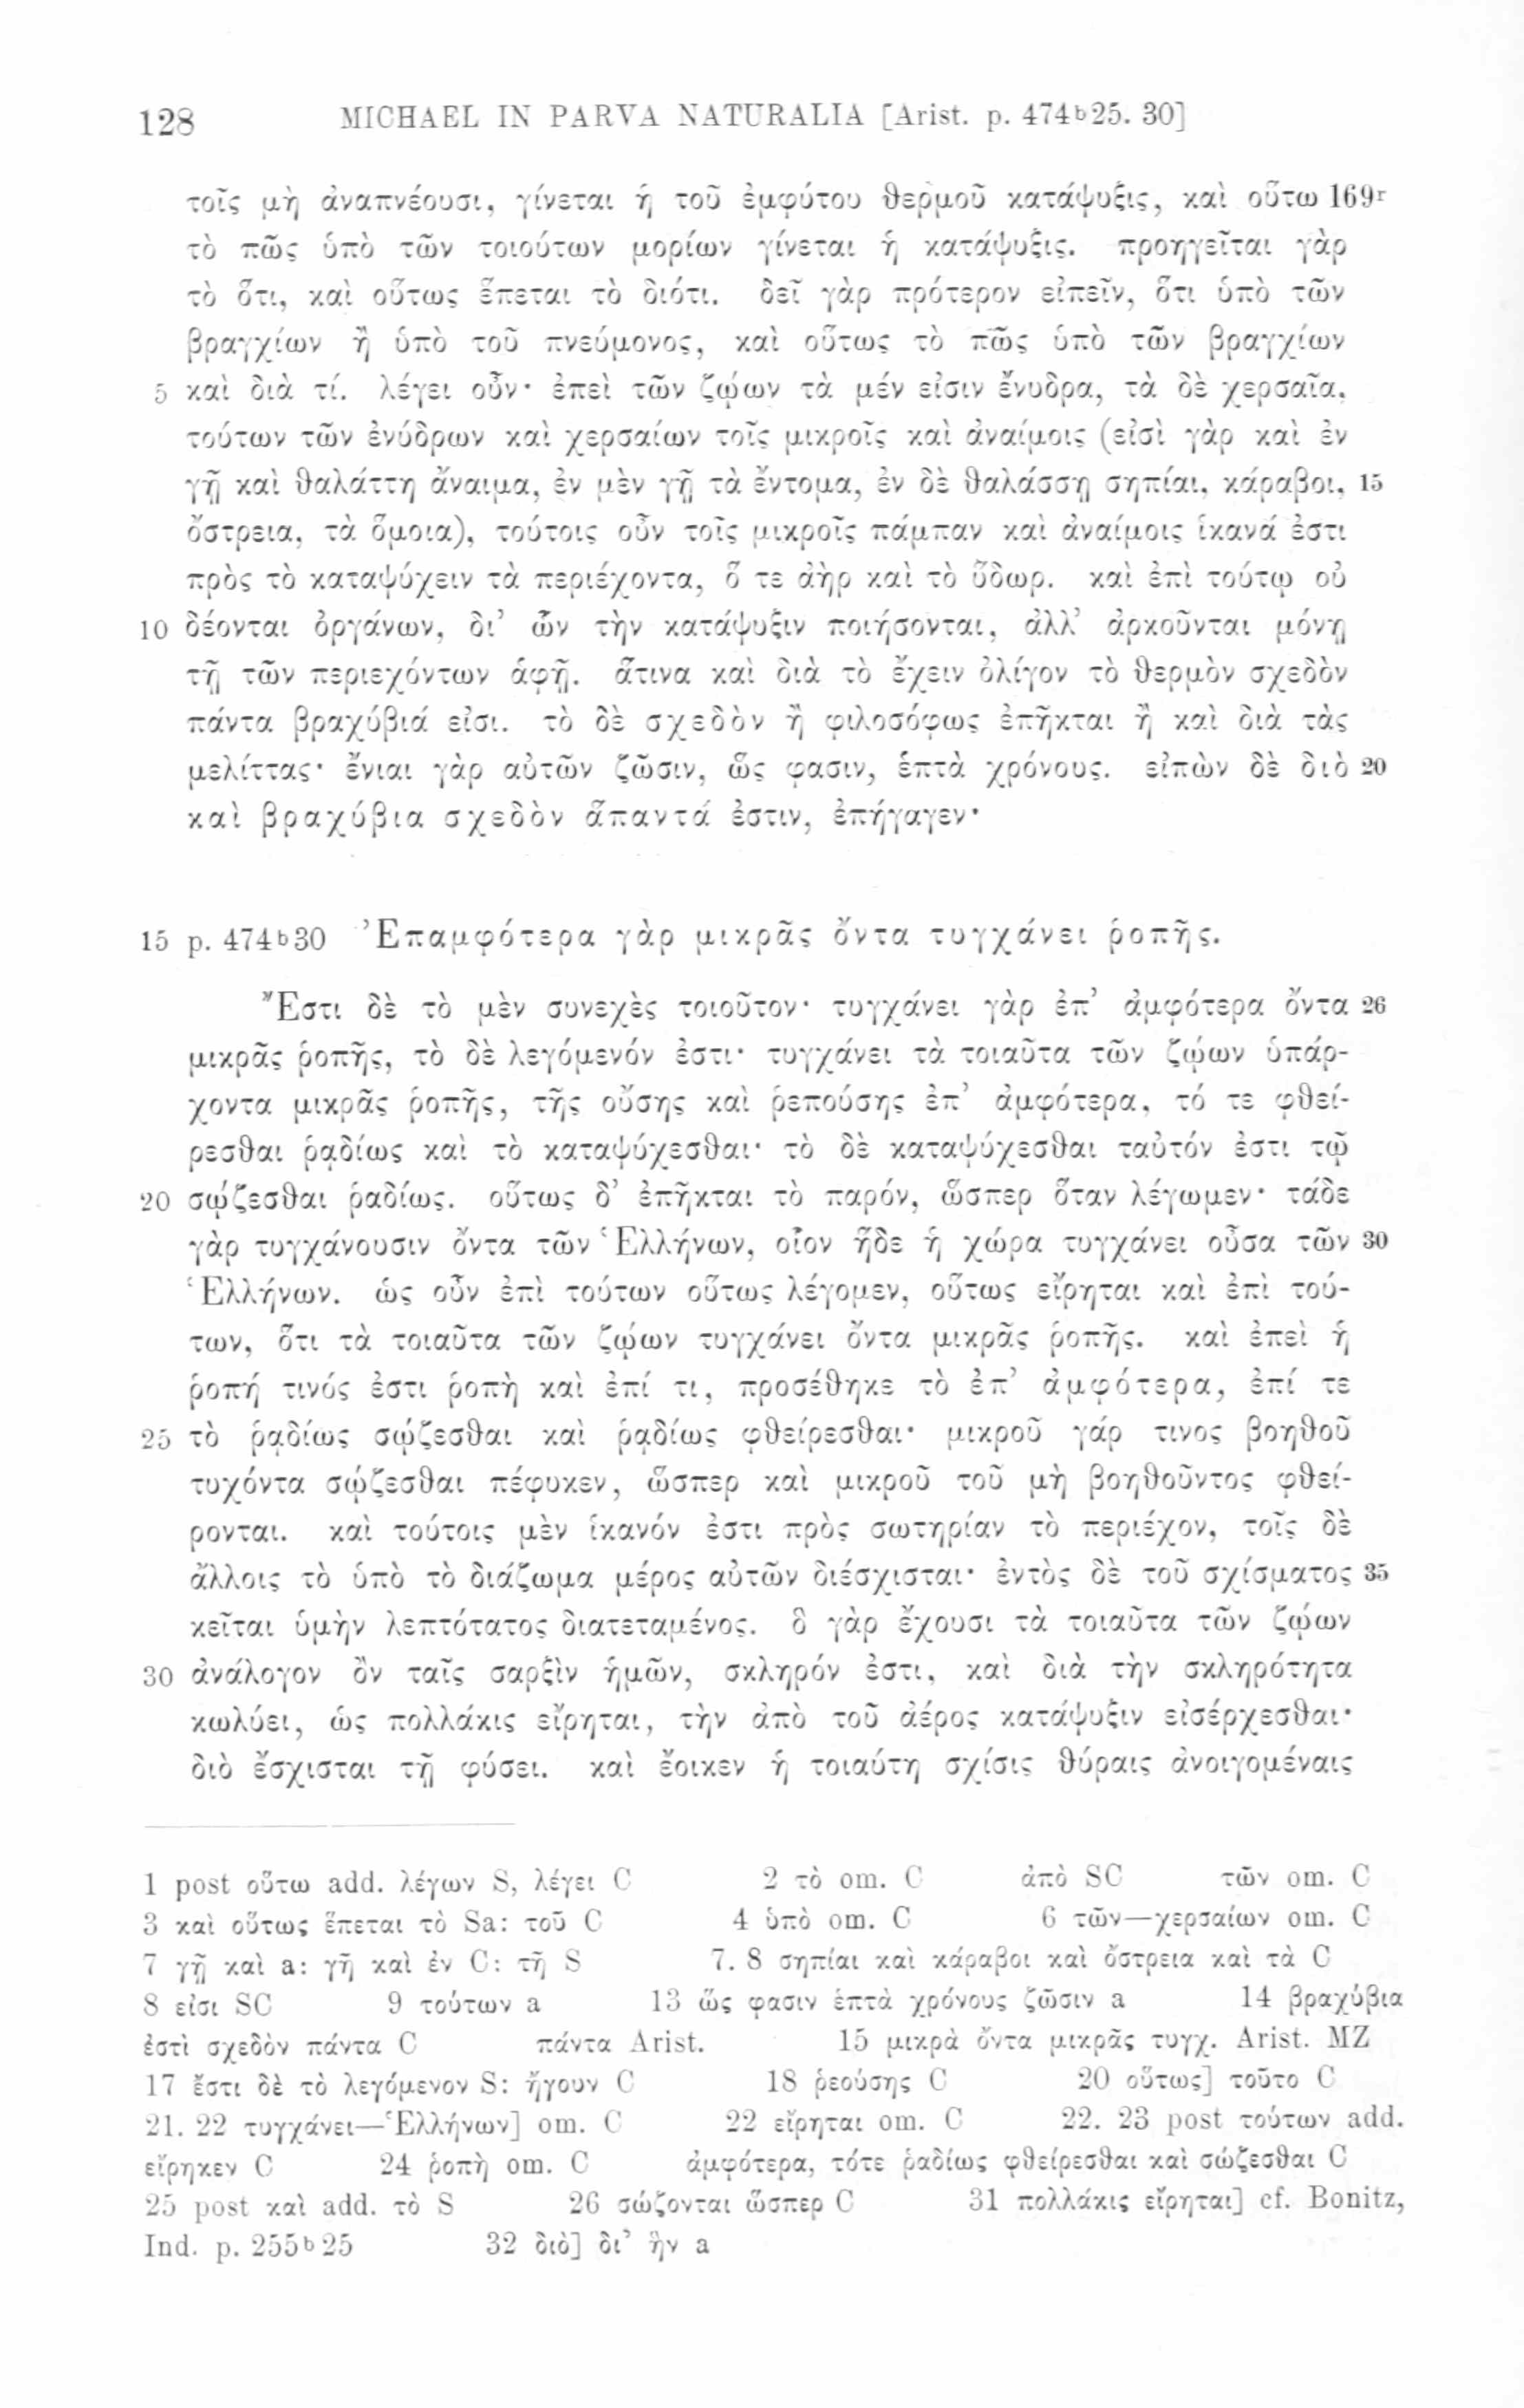 128 MICHAEL IN PARVA NATURALIA [Arist. p. 474ᵇ25. 30]
τοῖς μὴ ἀναπνέουσι, γίνεται ἡ τοῦ ἐμφύτου θερμοῦ κατάψυξις, καὶ οὕτω 169ʳ
τὸ πῶς ὑπὸ τῶν τοιούτων μορίων γίνεται ἡ κατάψυξις. προηγεῖται γὰρ
τὸ ὅτι, καὶ οὕτως ἕπεται τὸ διότι. δεῖ γὰρ πρότερον εἰπεῖν, ὅτι ὑπὸ τῶν
βραγχίων ἢ ὑπὸ τοῦ πνεύμονος, καὶ οὕτως τὸ πῶς ὑπὸ τῶν βραγχίων
5 καὶ διὰ τί. λέγει οὖν· ἐπεὶ τῶν ζῴων τὰ μέν εἰσιν ἔνυδρα, τὰ δὲ χερσαῖα,
τούτων τῶν ἐνύδρων καὶ χερσαίων τοῖς μικροῖς καὶ ἀναίμοις (εἰσὶ γὰρ καὶ ἐν
γῇ καὶ θαλάττῃ ἄναιμα, ἐν μὲν γῇ τὰ ἔντομα, ἐν δὲ θαλάσσῃ σηπίαι, κάραβοι, 15
ὄστρεια, τὰ ὅμοια), τούτοις οὖν τοῖς μικροῖς πάμπαν καὶ ἀναίμοις ἱκανά ἐστι
πρὸς τὸ καταψύχειν τὰ περιέχοντα, ὅ τε ἀὴρ καὶ τὸ ὕδωρ. καὶ ἐπὶ τούτῳ οὐ
10 δέονται ὀργάνων, δι’ ὧν τὴν κατάψυξιν ποιήσονται, ἀλλ’ ἀρκοῦνται μόνῃ
τῇ τῶν περιεχόντων ἁφῇ. ἅτινα καὶ διὰ τὸ ἔχειν ὀλίγον τὸ θερμὸν σχεδὸν
πάντα βραχύβιά εἰσι. τὸ δὲ σχεδὸν ἢ φιλοσόφως ἐπῆκται ἢ καὶ διὰ τὰς
μελίττας· ἔνιαι γὰρ αὐτῶν ζῶσιν, ὥς φασιν, ἑπτὰ χρόνους. εἰπὼν δὲ διὸ 20
καὶ βραχύβια σχεδὸν ἅπαντά ἐστιν, ἐπήγαγεν·
15 p. 474ᵇ30 Ἐπαμφότερα γὰρ μικρᾶς ὄντα τυγχάνει ῥοπῆς.
Ἔστι δὲ τὸ μὲν συνεχὲς τοιοῦτον· τυγχάνει γὰρ ἐπ’ ἀμφότερα ὄντα 26
μικρᾶς ῥοπῆς, τὸ δὲ λεγόμενόν ἐστι· τυγχάνει τὰ τοιαῦτα τῶν ζῴων ὑπάρ-
χοντα μικρᾶς ῥοπῆς, τῆς οὔσης καὶ ῥεπούσης ἐπ’ ἀμφότερα, τό τε φθεί-
ρεσθαι ῥᾳδίως καὶ τὸ καταψύχεσθαι· τὸ δὲ καταψύχεσθαι ταὐτόν ἐστι τῷ
20 σῴζεσθαι ῥᾳδίως. οὕτως δ’ ἐπῆκται τὸ παρόν, ὥσπερ ὅταν λέγωμεν· τάδε
γὰρ τυγχάνουσιν ὄντα τῶν Ἑλλήνων, οἷον ἥδε ἡ χώρα τυγχάνει οὖσα τῶν 30
Ἑλλήνων. ὡς οὖν ἐπὶ τούτων οὕτως λέγομεν, οὕτως εἴρηται καὶ ἐπὶ τού-
των, ὅτι τὰ τοιαῦτα τῶν ζῴων τυγχάνει ὄντα μικρᾶς ῥοπῆς. καὶ ἐπεὶ ἡ
ῥοπή τινός ἐστι ῥοπὴ καὶ ἐπί τι, προσέθηκε τὸ ἐπ’ ἀμφότερα, ἐπί τε
25 τὸ ῥᾳδίως σῴζεσθαι καὶ ῥᾳδίως φθείρεσθαι· μικροῦ γάρ τινος βοηθοῦ
τυχόντα σῴζεσθαι πέφυκεν, ὥσπερ καὶ μικροῦ τοῦ μὴ βοηθοῦντος φθεί-
ρονται. καὶ τούτοις μὲν ἱκανόν ἐστι πρὸς σωτηρίαν τὸ περιέχον, τοῖς δὲ
ἄλλοις τὸ ὑπὸ τὸ διάζωμα μέρος αὐτῶν διέσχισται· ἐντὸς δὲ τοῦ σχίσματος 35
κεῖται ὑμὴν λεπτότατος διατεταμένος. ὃ γὰρ ἔχουσι τὰ τοιαῦτα τῶν ζῴων
30 ἀνάλογον ὂν ταῖς σαρξὶν ἡμῶν, σκληρόν ἐστι, καὶ διὰ τὴν σκληρότητα
κωλύει, ὡς πολλάκις εἴρηται, τὴν ἀπὸ τοῦ ἀέρος κατάψυξιν εἰσέρχεσθαι·
διὸ ἔσχισται τῇ φύσει. καὶ ἔοικεν ἡ τοιαύτη σχίσις θύραις ἀνοιγομέναις
1 post οὕτω add. λέγων S, λέγει C 2 τὸ om. C ἀπὸ SC τῶν om. C
3 καὶ οὕτως ἕπεται τὸ Sa: τοῦ C 4 ὑπὸ om. C 6 τῶν—χερσαίων om. C
7 γῇ καὶ a: γῇ καὶ ἐν C: τῇ S 7. 8 σηπίαι καὶ κάραβοι καὶ ὄστρεια καὶ τὰ C
8 εἰσι SC 9 τούτων a 13 ὥς φασιν ἑπτὰ χρόνους ζῶσιν a 14 βραχύβια
ἐστὶ σχεδὸν πάντα C πάντα Arist. 15 μικρὰ ὄντα μικρᾶς τυγχ. Arist. MZ
17 ἔστι δὲ τὸ λεγόμενον S: ἤγουν C 18 ῥεούσης C 20 οὕτως] τοῦτο C
21. 22 τυγχάνει—Ἑλλήνων] om. C 22 εἴρηται om. C 22. 23 post τούτων add.
εἴρηκεν C 24 ῥοπὴ om. C ἀμφότερα, τότε ῥᾳδίως φθείρεσθαι καὶ σώζεσθαι C
25 post καὶ add. τὸ S 26 σώζονται ὥσπερ C 31 πολλάκις εἴρηται] cf. Bonitz,
Ind. p. 255ᵇ25 32 διὸ] δι’ ἣν a